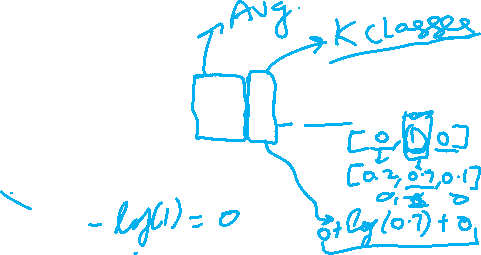 Avg.
K classes
[0, 1, 0]
[0.2, 0.7, 0.1]
-log(1) = 0
0+log(0.7)+0